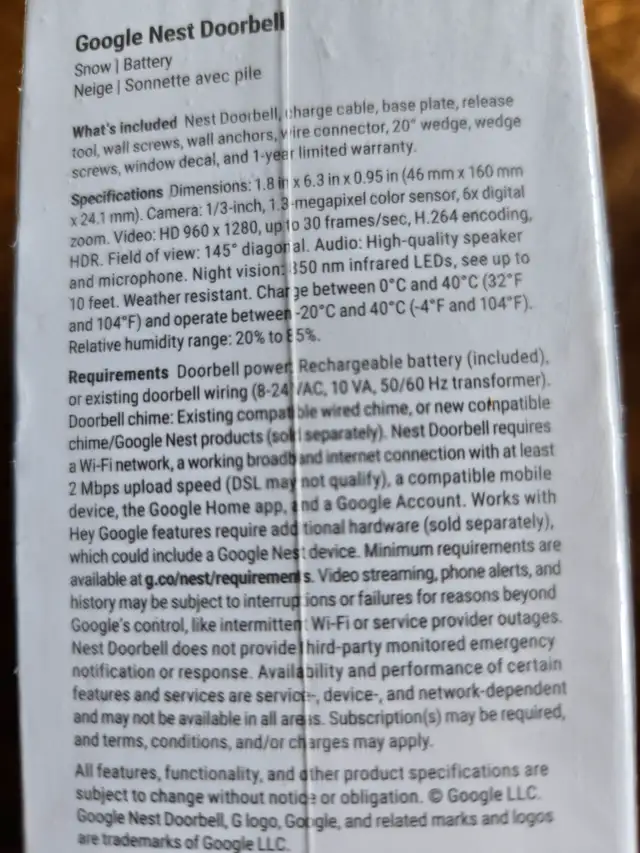 Google Nest Doorbell
Snow | Battery
Neige | Sonnette avec pile
What's included Nest Doorbell, charge cable, base plate, release
tool, wall screws, wall anchors, wire connector, 20° wedge, wedge
screws, window decal, and 1-year limited warranty.
Specifications Dimensions: 1.8 in x 6.3 in x 0.95 in (46 mm x 160 mm
x 24.1 mm). Camera: 1/3-inch, 1.3-megapixel color sensor, 6x digital
zoom. Video: HD 960 x 1280, up to 30 frames/sec, H.264 encoding,
HDR. Field of view: 145° diagonal. Audio: High-quality speaker
and microphone. Night vision: 850 nm infrared LEDs, see up to
10 feet. Weather resistant. Charge between 0°C and 40°C (32°F
and 104°F) and operate between -20°C and 40°C (-4°F and 104°F).
Relative humidity range: 20% to 85%.
Requirements Doorbell power: Rechargeable battery (included),
or existing doorbell wiring (8-24 VAC, 10 VA, 50/60 Hz transformer).
Doorbell chime: Existing compatible wired chime, or new compatible
chime/Google Nest products (sold separately). Nest Doorbell requires
a Wi-Fi network, a working broadband internet connection with at least
2 Mbps upload speed (DSL may not qualify), a compatible mobile
device, the Google Home app, and a Google Account. Works with
Hey Google features require additional hardware (sold separately),
which could include a Google Nest device. Minimum requirements are
available at g.co/nest/requirements. Video streaming, phone alerts, and
history may be subject to interruptions or failures for reasons beyond
Google's control, like intermittent Wi-Fi or service provider outages.
Nest Doorbell does not provide third-party monitored emergency
notification or response. Availability and performance of certain
features and services are service-, device-, and network-dependent
and may not be available in all areas. Subscription(s) may be required,
and terms, conditions, and/or charges may apply.
All features, functionality, and other product specifications are
subject to change without notice or obligation. © Google LLC.
Google Nest Doorbell, G logo, Google, and related marks and logos
are trademarks of Google LLC.